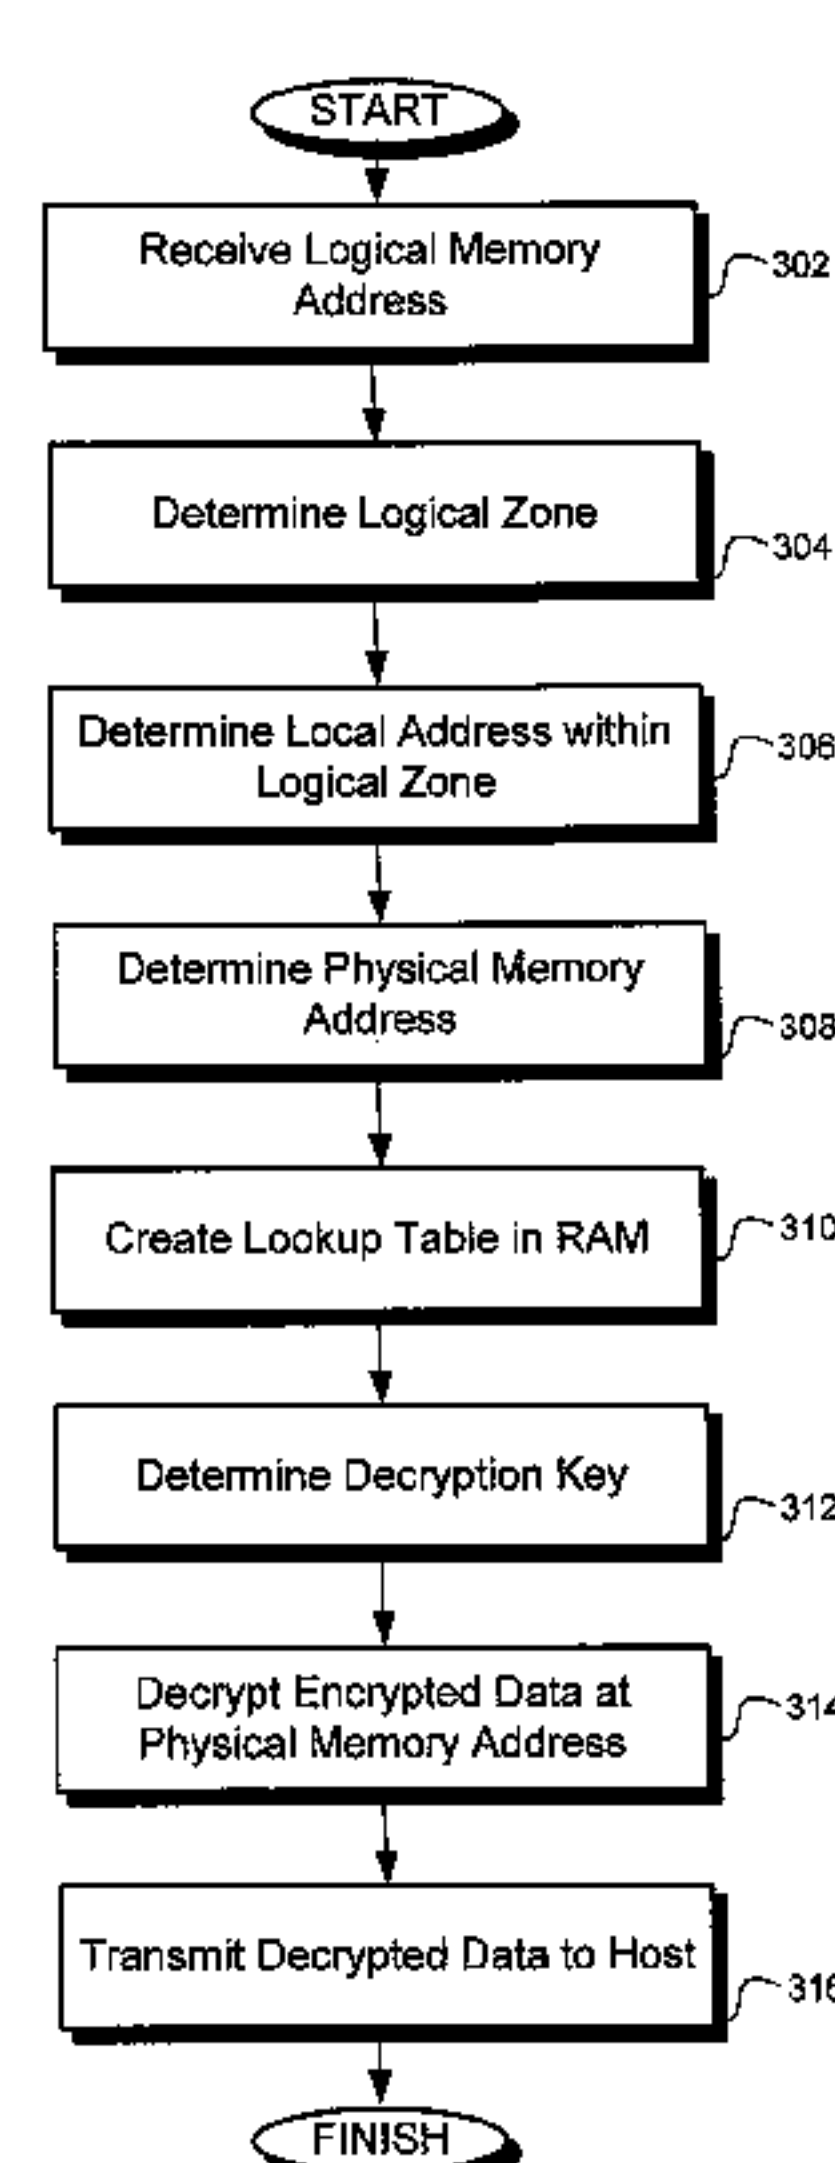 START
Receive Logical Memory
Address
302
Determine Logical Zone
304
Determine Local Address within
Logical Zone
306
Determine Physical Memory
Address
308
Create Lookup Table in RAM
310
Determine Decryption Key
312
Decrypt Encrypted Data at
Physical Memory Address
314
Transmit Decrypted Data to Host
316
FINISH